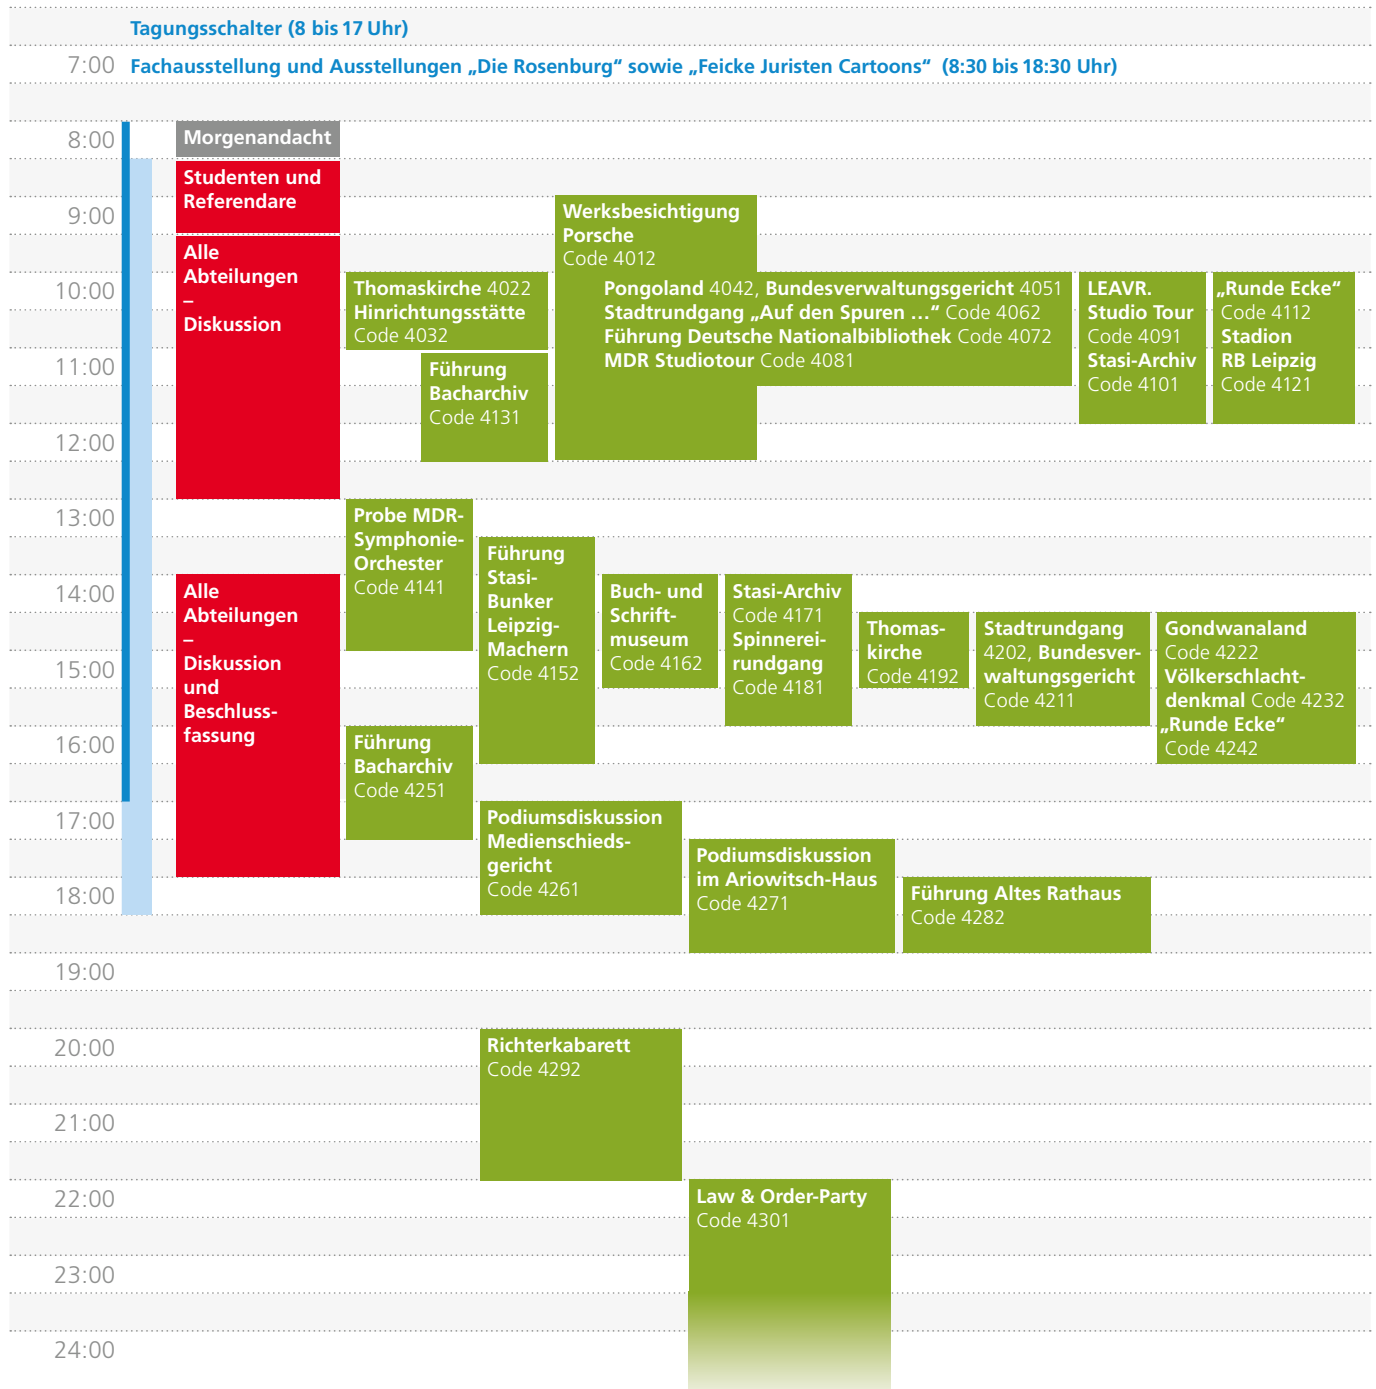 Tagungsschalter (8 bis 17 Uhr)
7:00
Fachausstellung und Ausstellungen „Die Rosenburg“ sowie „Feicke Juristen Cartoons“ (8:30 bis 18:30 Uhr)
8:00
Morgenandacht
Studenten und
Referendare
9:00
Werksbesichtigung
Porsche
Code 4012
Alle
Abteilungen
–
Diskussion
10:00
Thomaskirche 4022
Hinrichtungsstätte
Code 4032
Pongoland 4042, Bundesverwaltungsgericht 4051
Stadtrundgang „Auf den Spuren ...“ Code 4062
Führung Deutsche Nationalbibliothek Code 4072
MDR Studiotour Code 4081
LEAVR.
Studio Tour
Code 4091
Stasi-Archiv
Code 4101
„Runde Ecke“
Code 4112
Stadion
RB Leipzig
Code 4121
11:00
Führung
Bacharchiv
Code 4131
12:00
13:00
Probe MDR-
Symphonie-
Orchester
Code 4141
Führung
Stasi-
Bunker
Leipzig-
Machern
Code 4152
14:00
Alle
Abteilungen
–
Diskussion
und
Beschluss-
fassung
Buch- und
Schrift-
museum
Code 4162
Stasi-Archiv
Code 4171
Spinnerei-
rundgang
Code 4181
Thomas-
kirche
Code 4192
Stadtrundgang
4202, Bundesver-
waltungsgericht
Code 4211
Gondwanaland
Code 4222
Völkerschlacht-
denkmal Code 4232
„Runde Ecke“
Code 4242
15:00
16:00
Führung
Bacharchiv
Code 4251
17:00
Podiumsdiskussion
Medienschieds-
gericht
Code 4261
Podiumsdiskussion
im Ariowitsch-Haus
Code 4271
18:00
Führung Altes Rathaus
Code 4282
19:00
20:00
Richterkabarett
Code 4292
21:00
22:00
Law & Order-Party
Code 4301
23:00
24:00